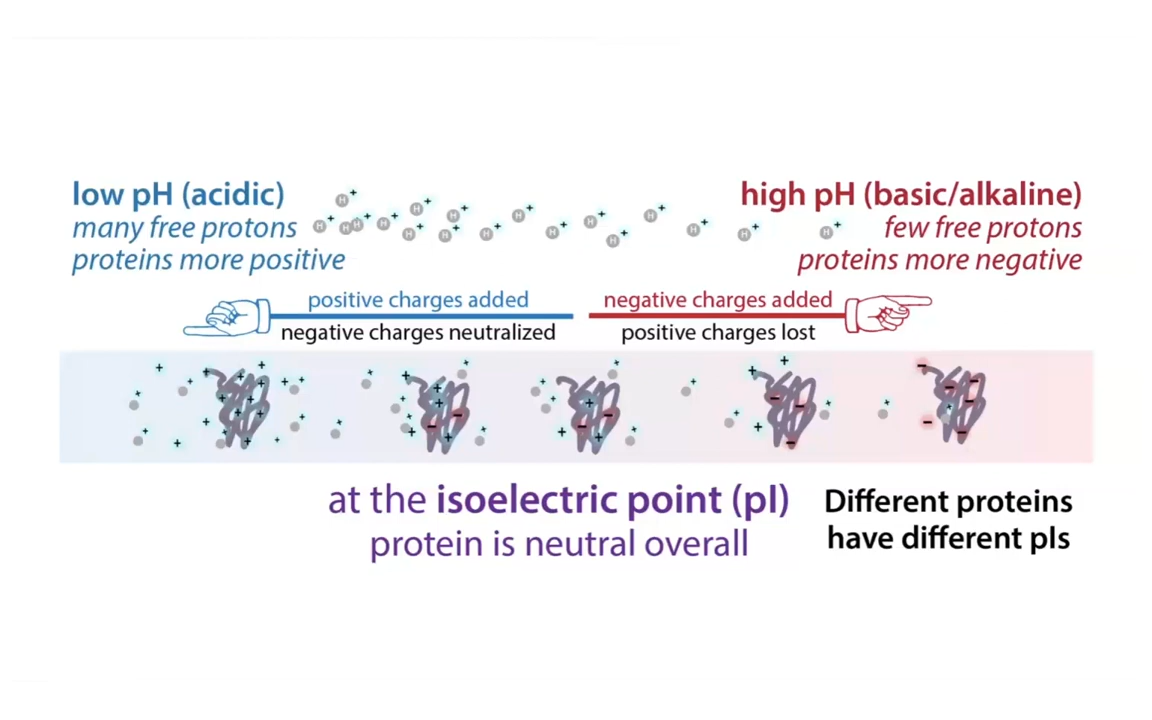 low pH (acidic)
many free protons
proteins more positive
high pH (basic/alkaline)
few free protons
proteins more negative
positive charges added
negative charges neutralized
negative charges added
positive charges lost
at the isoelectric point (pI)
protein is neutral overall
Different proteins
have different pIs